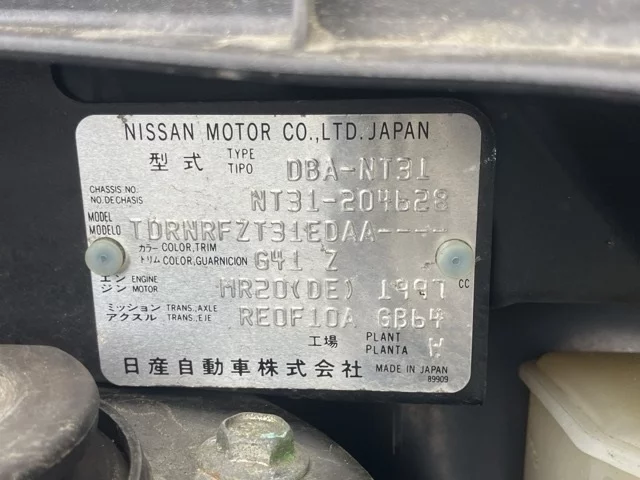 NISSAN MOTOR CO.,LTD. JAPAN
型式 TYPE TIPO DBA-NT31
CHASSIS NO. NO.DE CHASIS NT31-204628
MODEL MODELO TDRNRFZT31EDAA----
カラー COLOR,TRIM トリム COLOR,GUARNICION G41 Z -
エンジン ENGINE MOTOR HR20(DE) 1997 CC
ミッション TRANS.,AXLE アクスル TRANS.,EJE RE0F10A GB64
工場 PLANT PLANTA W
日産自動車株式会社 MADE IN JAPAN
89909